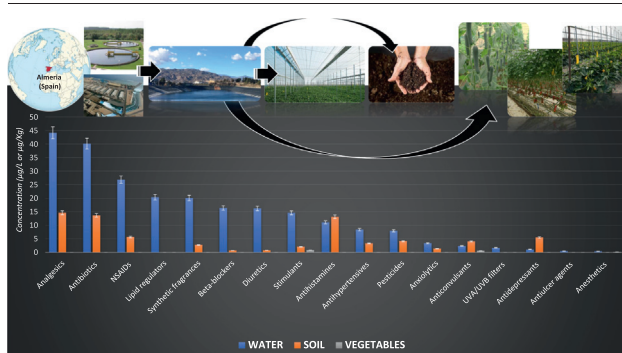 Almeria
(Spain)
Concentration (µg/L or µg/Kg)
50
45
40
35
30
25
20
15
10
5
0
Analgesics
Antibiotics
NSAIDs
Lipid regulators
Synthetic fragrances
Beta-blockers
Diuretics
Stimulants
Antihistamines
Antihypertensives
Pesticides
Anxiolytics
Anticonvulsants
UVA/UVB filters
Antidepressants
Antiulcer agents
Anesthetics
WATER SOIL VEGETABLES